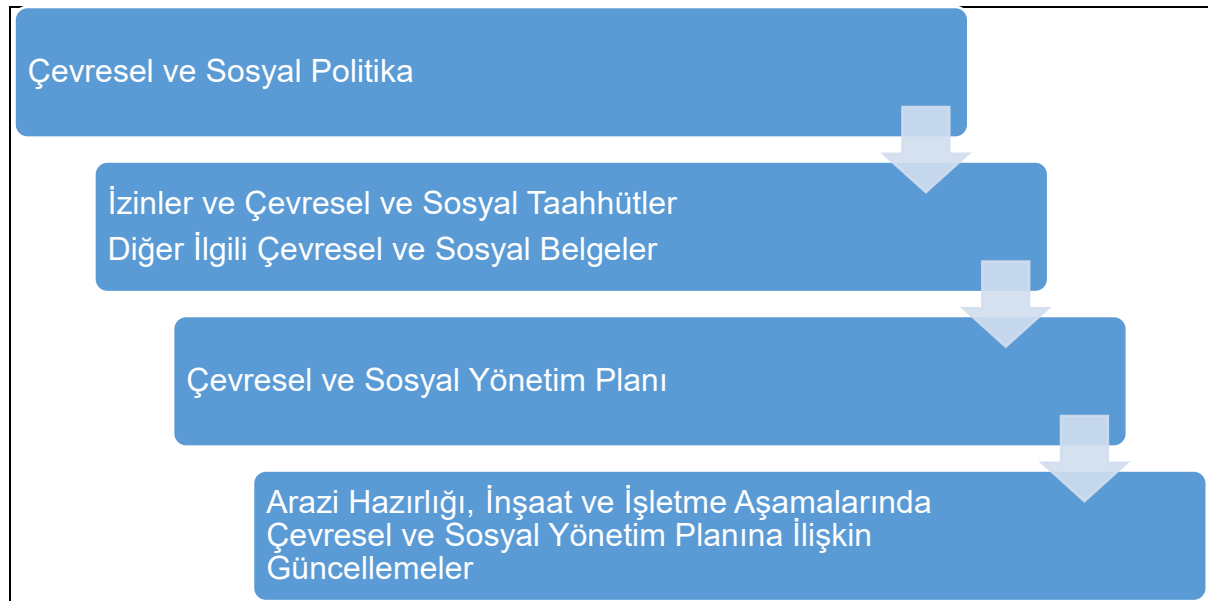 Çevresel ve Sosyal Politika
İzinler ve Çevresel ve Sosyal Taahhütler
Diğer İlgili Çevresel ve Sosyal Belgeler
Çevresel ve Sosyal Yönetim Planı
Arazi Hazırlığı, İnşaat ve İşletme Aşamalarında
Çevresel ve Sosyal Yönetim Planına İlişkin
Güncellemeler